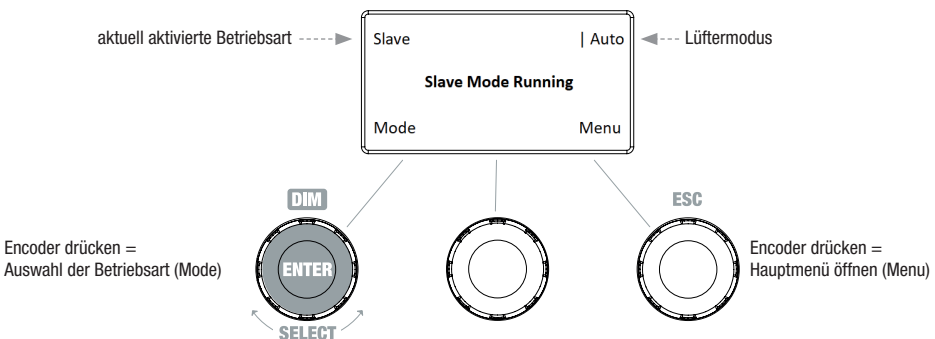 aktuell aktivierte Betriebsart
Slave | Auto
Lüftermodus
Slave Mode Running
Mode Menu
DIM
ESC
Encoder drücken =
Auswahl der Betriebsart (Mode)
ENTER
Encoder drücken =
Hauptmenü öffnen (Menu)
SELECT